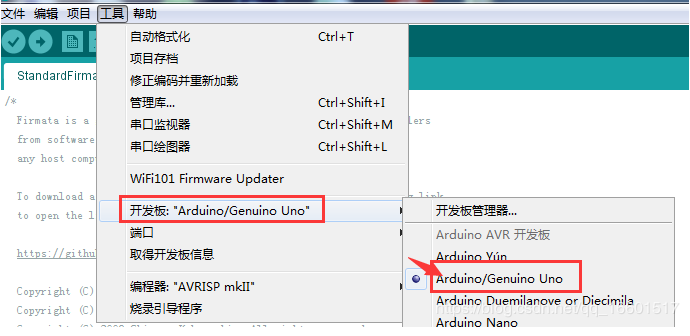 文件 编辑 项目 工具 帮助
StandardFirma
自动格式化 Ctrl+T
项目存档
修正编码并重新加载
管理库... Ctrl+Shift+I
串口监视器 Ctrl+Shift+M
串口绘图器 Ctrl+Shift+L
WiFi101 Firmware Updater
开发板: "Arduino/Genuino Uno"
端口
取得开发板信息
编程器: "AVRISP mkII"
烧录引导程序
开发板管理器...
Arduino AVR 开发板
Arduino Yún
Arduino/Genuino Uno
Arduino Duemilanove or Diecimila
Arduino Nano
/*
Firmata is a
lers
from software
any host comp
To download a
link
to open the l
https://githu
Copyright (C)
Copyright (C)